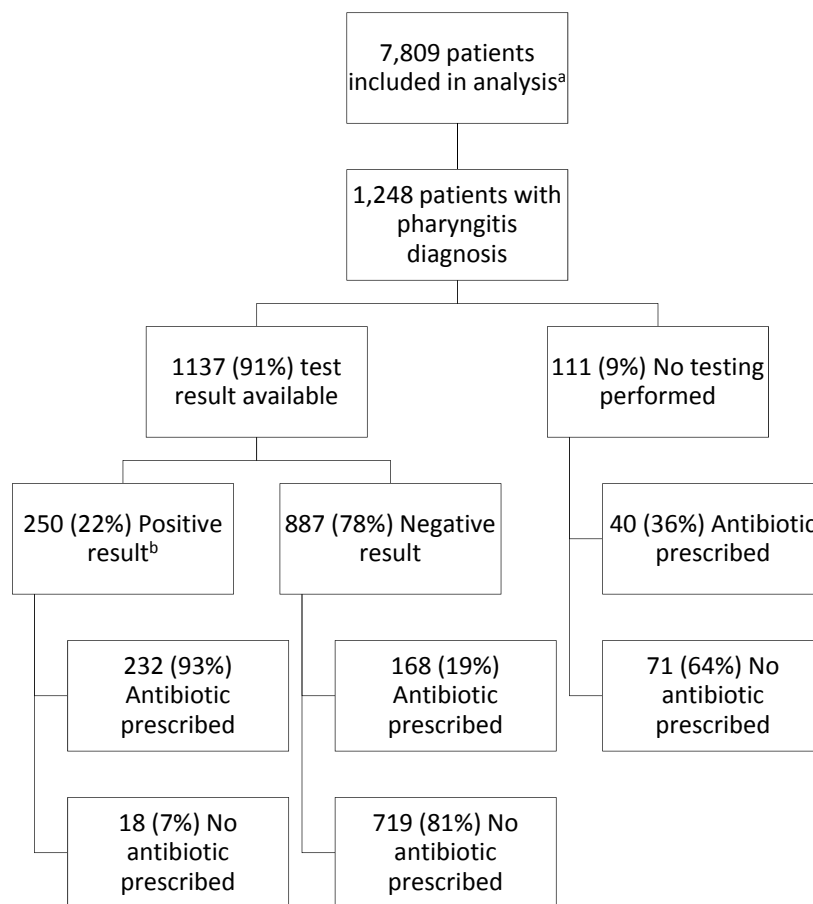 7,809 patients
included in analysisᵃ
1,248 patients with
pharyngitis
diagnosis
1137 (91%) test
result available
111 (9%) No testing
performed
250 (22%) Positive
resultᵇ
887 (78%) Negative
result
40 (36%) Antibiotic
prescribed
232 (93%)
Antibiotic
prescribed
168 (19%)
Antibiotic
prescribed
71 (64%) No
antibiotic
prescribed
18 (7%) No
antibiotic
prescribed
719 (81%) No
antibiotic
prescribed